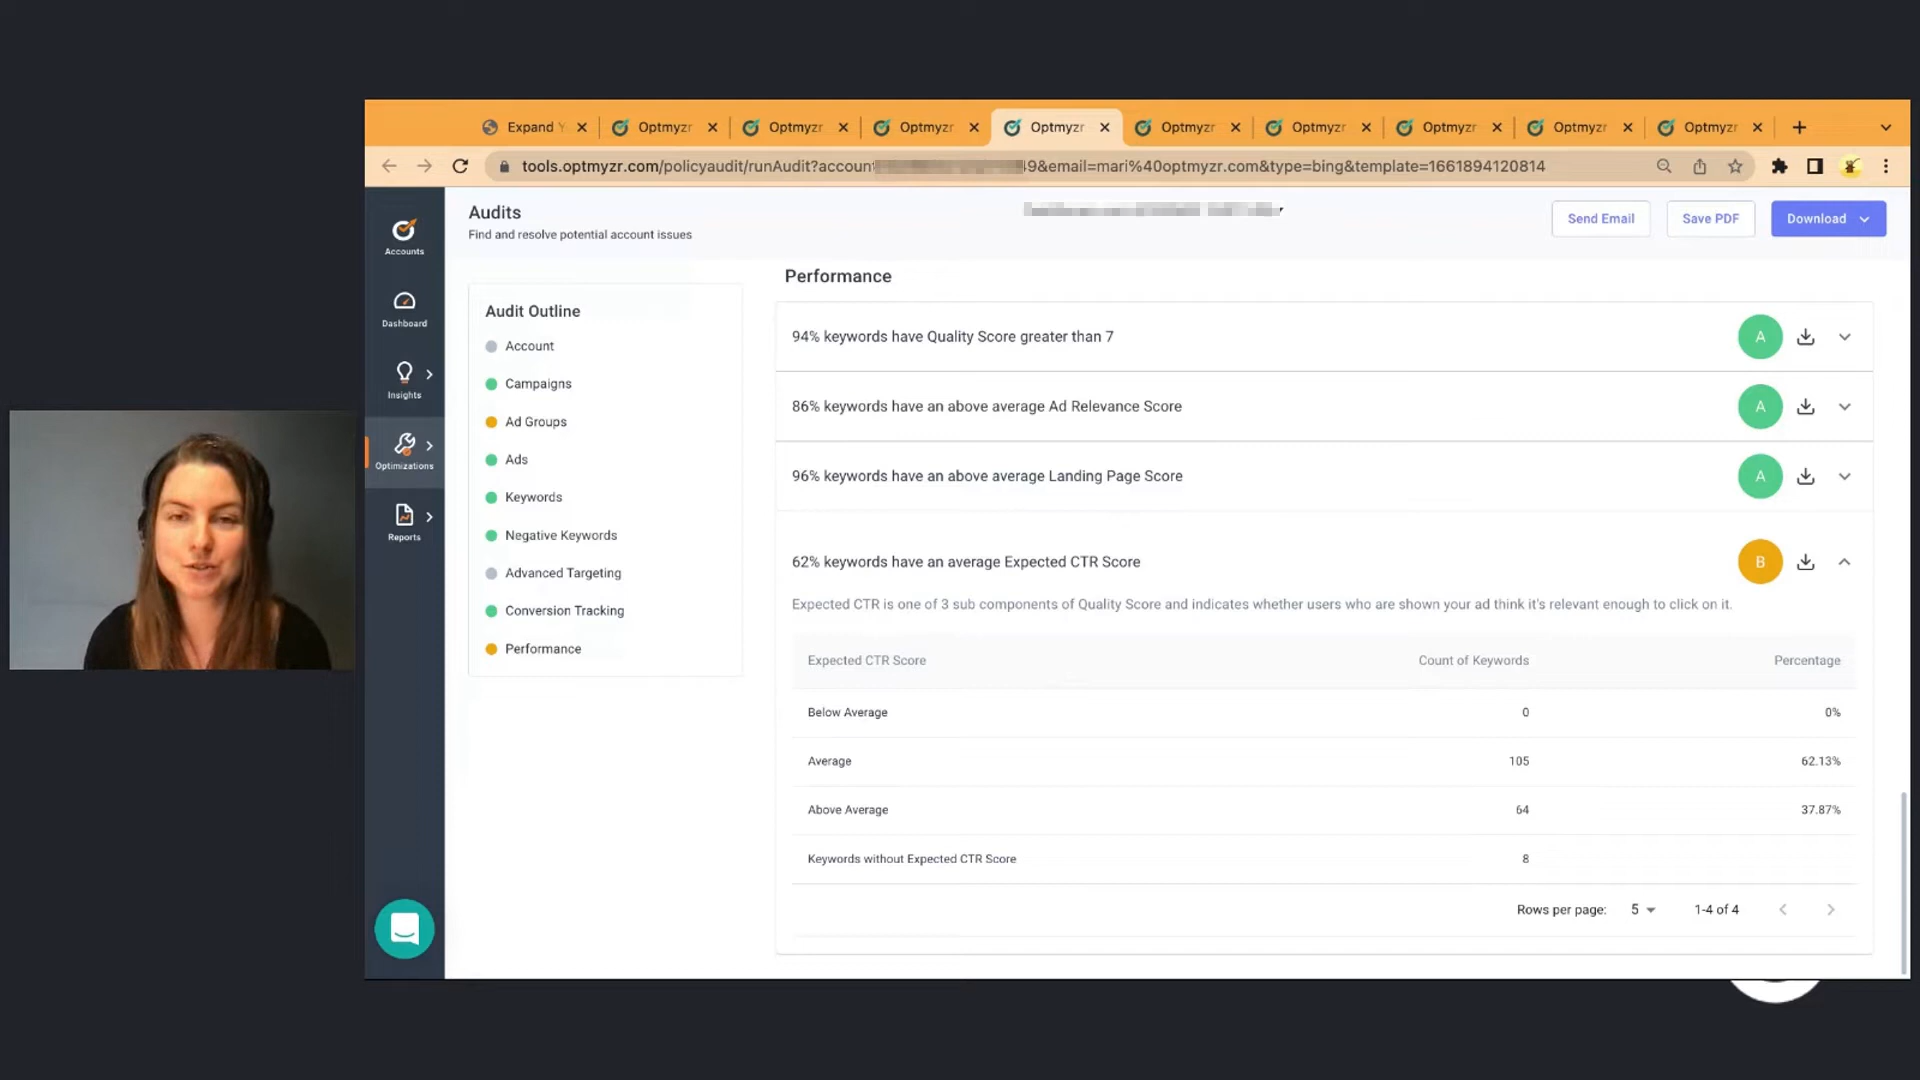 Expand Y
Optmyzr
Optmyzr
Optmyzr
Optmyzr
Optmyzr
Optmyzr
Optmyzr
Optmyzr
Optmyzr
tools.optmyzr.com/policyaudit/runAudit?accoun 49&email=mari%40optmyzr.com&type=bing&template=1661894120814
Accounts
Dashboard
Insights
Optimizations
Reports
Audits
Find and resolve potential account issues
Send Email
Save PDF
Download
Audit Outline
Account
Campaigns
Ad Groups
Ads
Keywords
Negative Keywords
Advanced Targeting
Conversion Tracking
Performance
Performance
94% keywords have Quality Score greater than 7 A
86% keywords have an above average Ad Relevance Score A
96% keywords have an above average Landing Page Score A
62% keywords have an average Expected CTR Score B
Expected CTR is one of 3 sub components of Quality Score and indicates whether users who are shown your ad think it's relevant enough to click on it.
Expected CTR Score Count of Keywords Percentage
Below Average 0 0%
Average 105 62.13%
Above Average 64 37.87%
Keywords without Expected CTR Score 8
Rows per page: 5 1-4 of 4